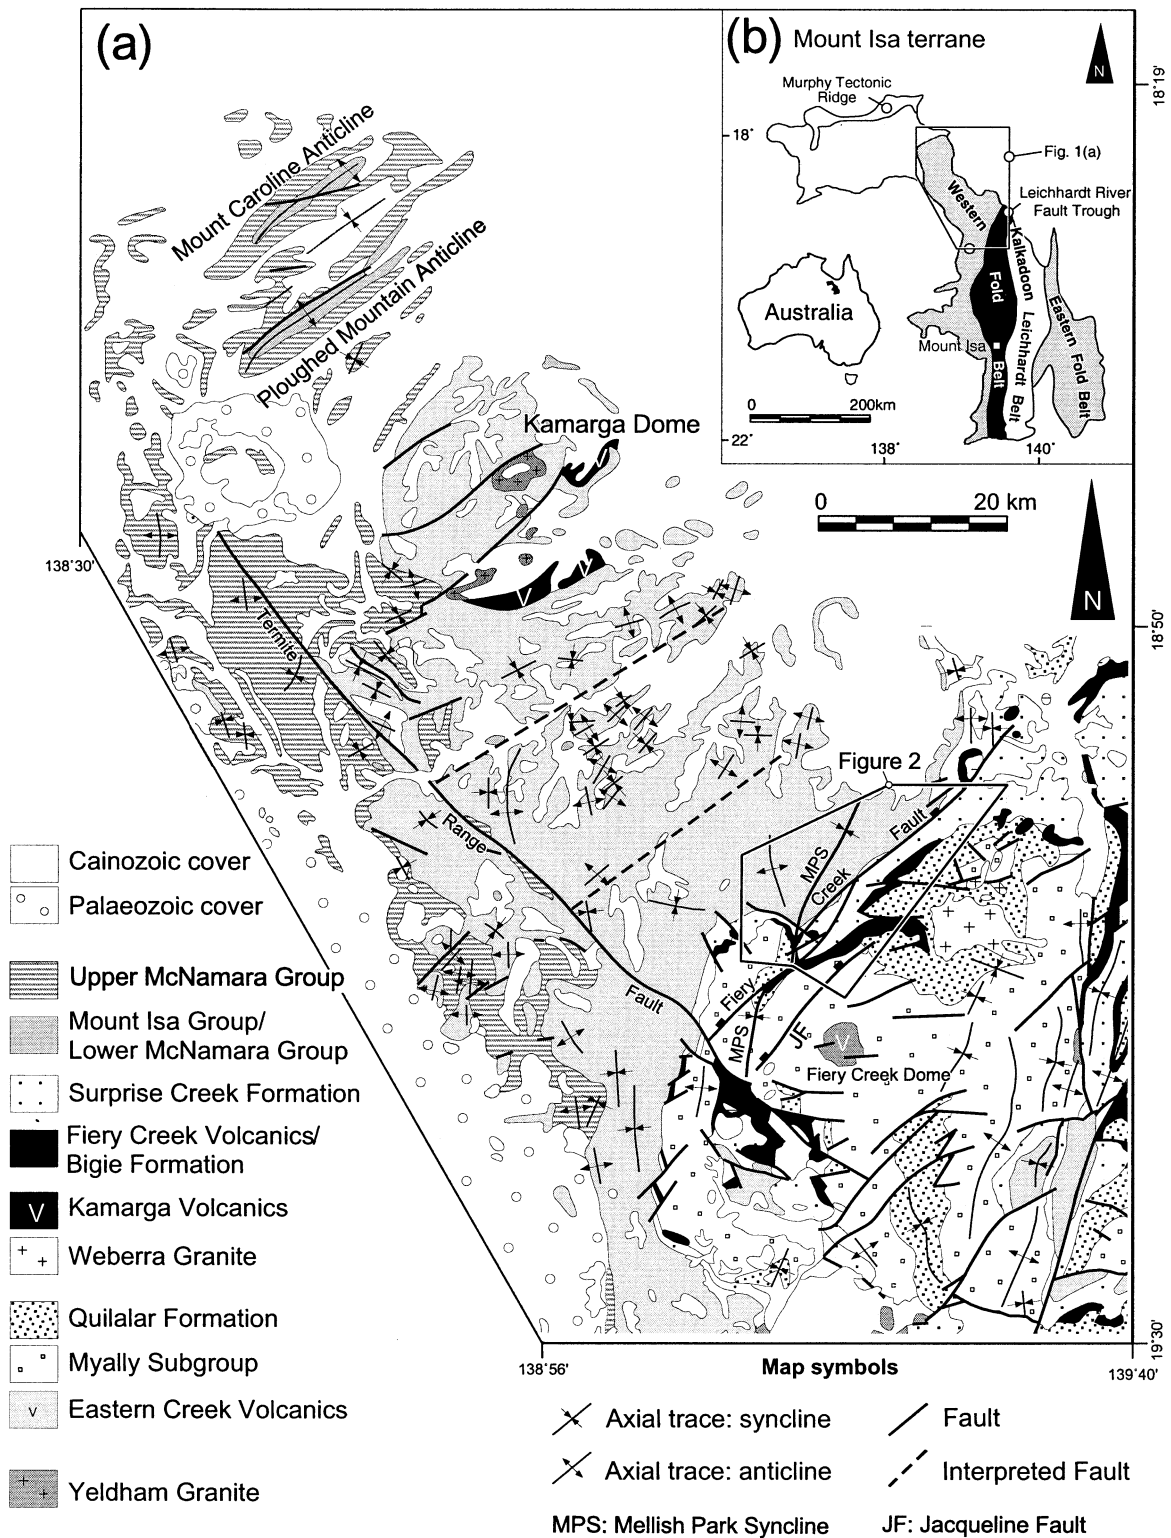 (a)
(b) Mount Isa terrane
N
Murphy Tectonic
Ridge
18°
Fig. 1(a)
Leichhardt River
Fault Trough
Western
Fold
Belt
Kalkadoon
Leichhardt
Belt
Eastern Fold Belt
Australia
Mount Isa
0 200km
22°
138° 140°
18°19'
Mount Caroline Anticline
Ploughed Mountain Anticline
Kamarga Dome
V
V
V
0 20 km
N
138°30'
18°50'
Termite
Range
Fault
Figure 2
MPS
Creek
Fault
Fiery
MPS
JF
V
Fiery Creek Dome
19°30'
138°56'
139°40'
Cainozoic cover
Palaeozoic cover
Upper McNamara Group
Mount Isa Group/
Lower McNamara Group
Surprise Creek Formation
Fiery Creek Volcanics/
Bigie Formation
V Kamarga Volcanics
Weberra Granite
Quilalar Formation
Myally Subgroup
v Eastern Creek Volcanics
Yeldham Granite
Map symbols
Axial trace: syncline
Fault
Axial trace: anticline
Interpreted Fault
MPS: Mellish Park Syncline
JF: Jacqueline Fault